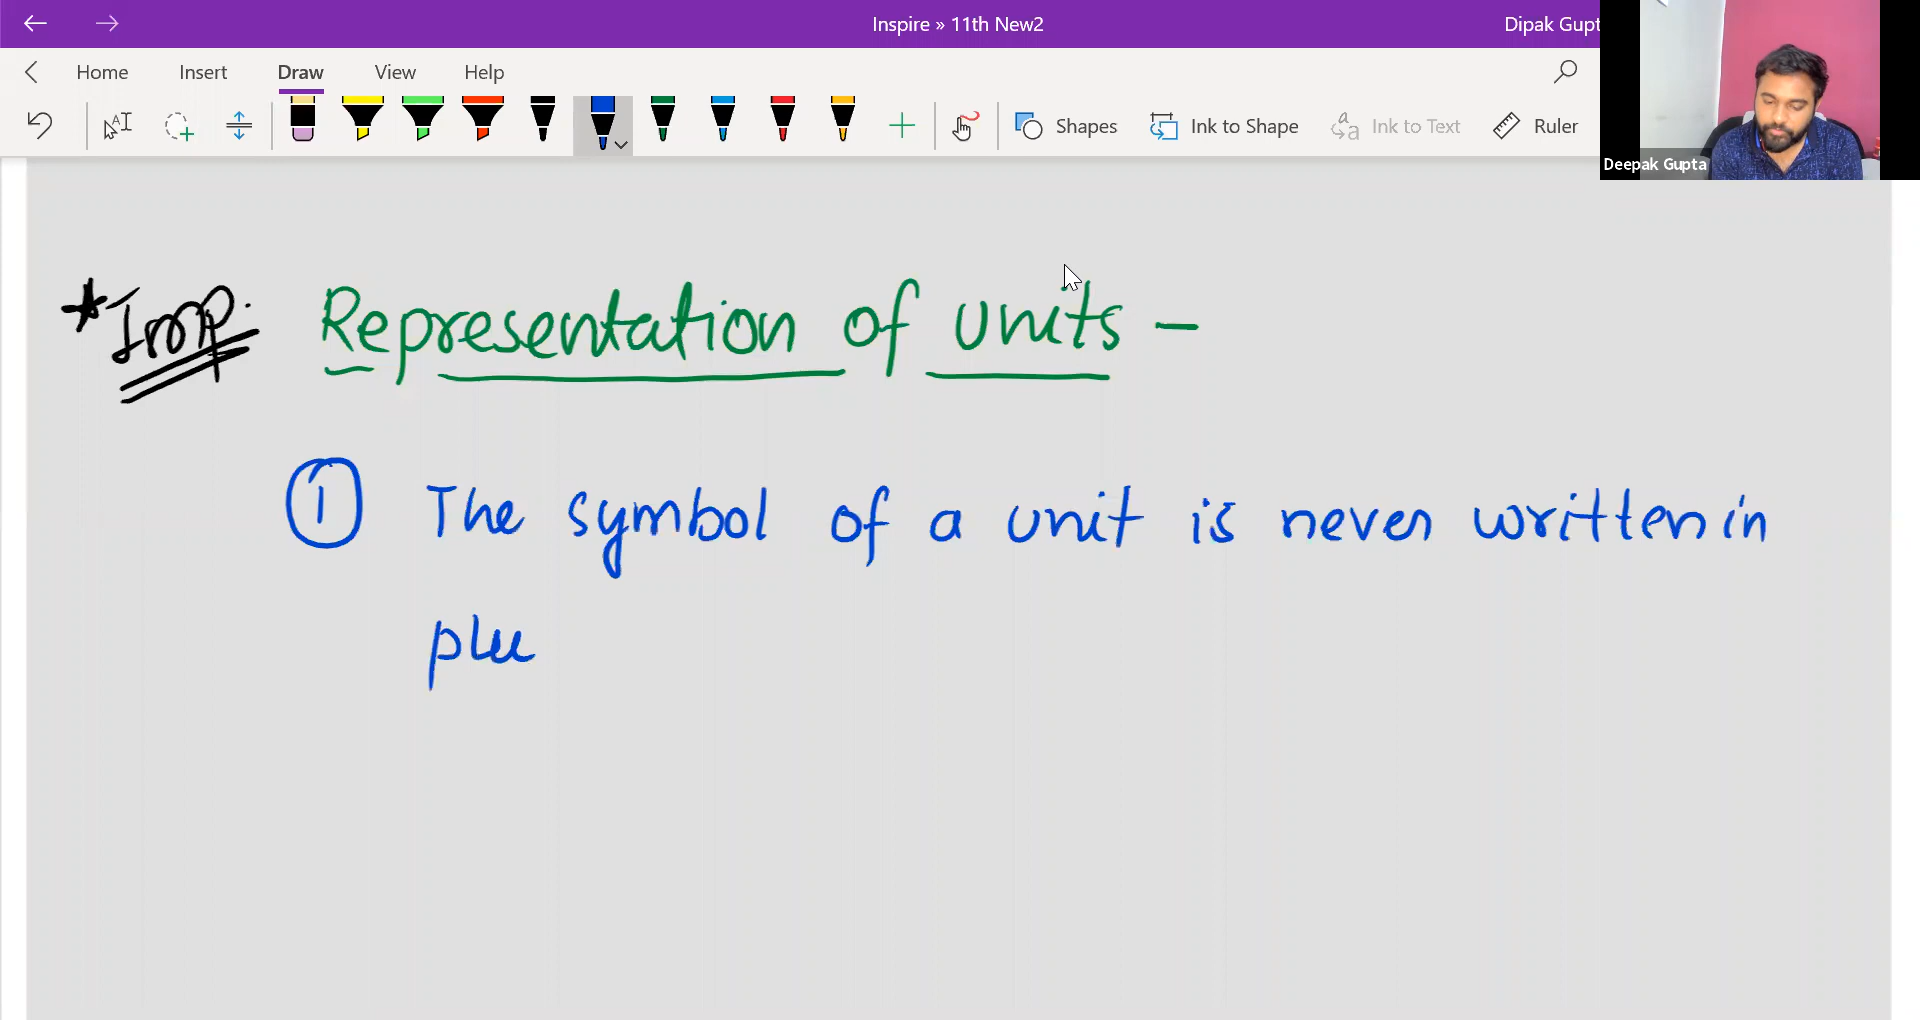 Inspire » 11th New2
Dipak Gupt
Home Insert Draw View Help
Shapes Ink to Shape Ink to Text Ruler
Deepak Gupta
*Imp. Representation of units -
① The symbol of a unit is never written in
plu